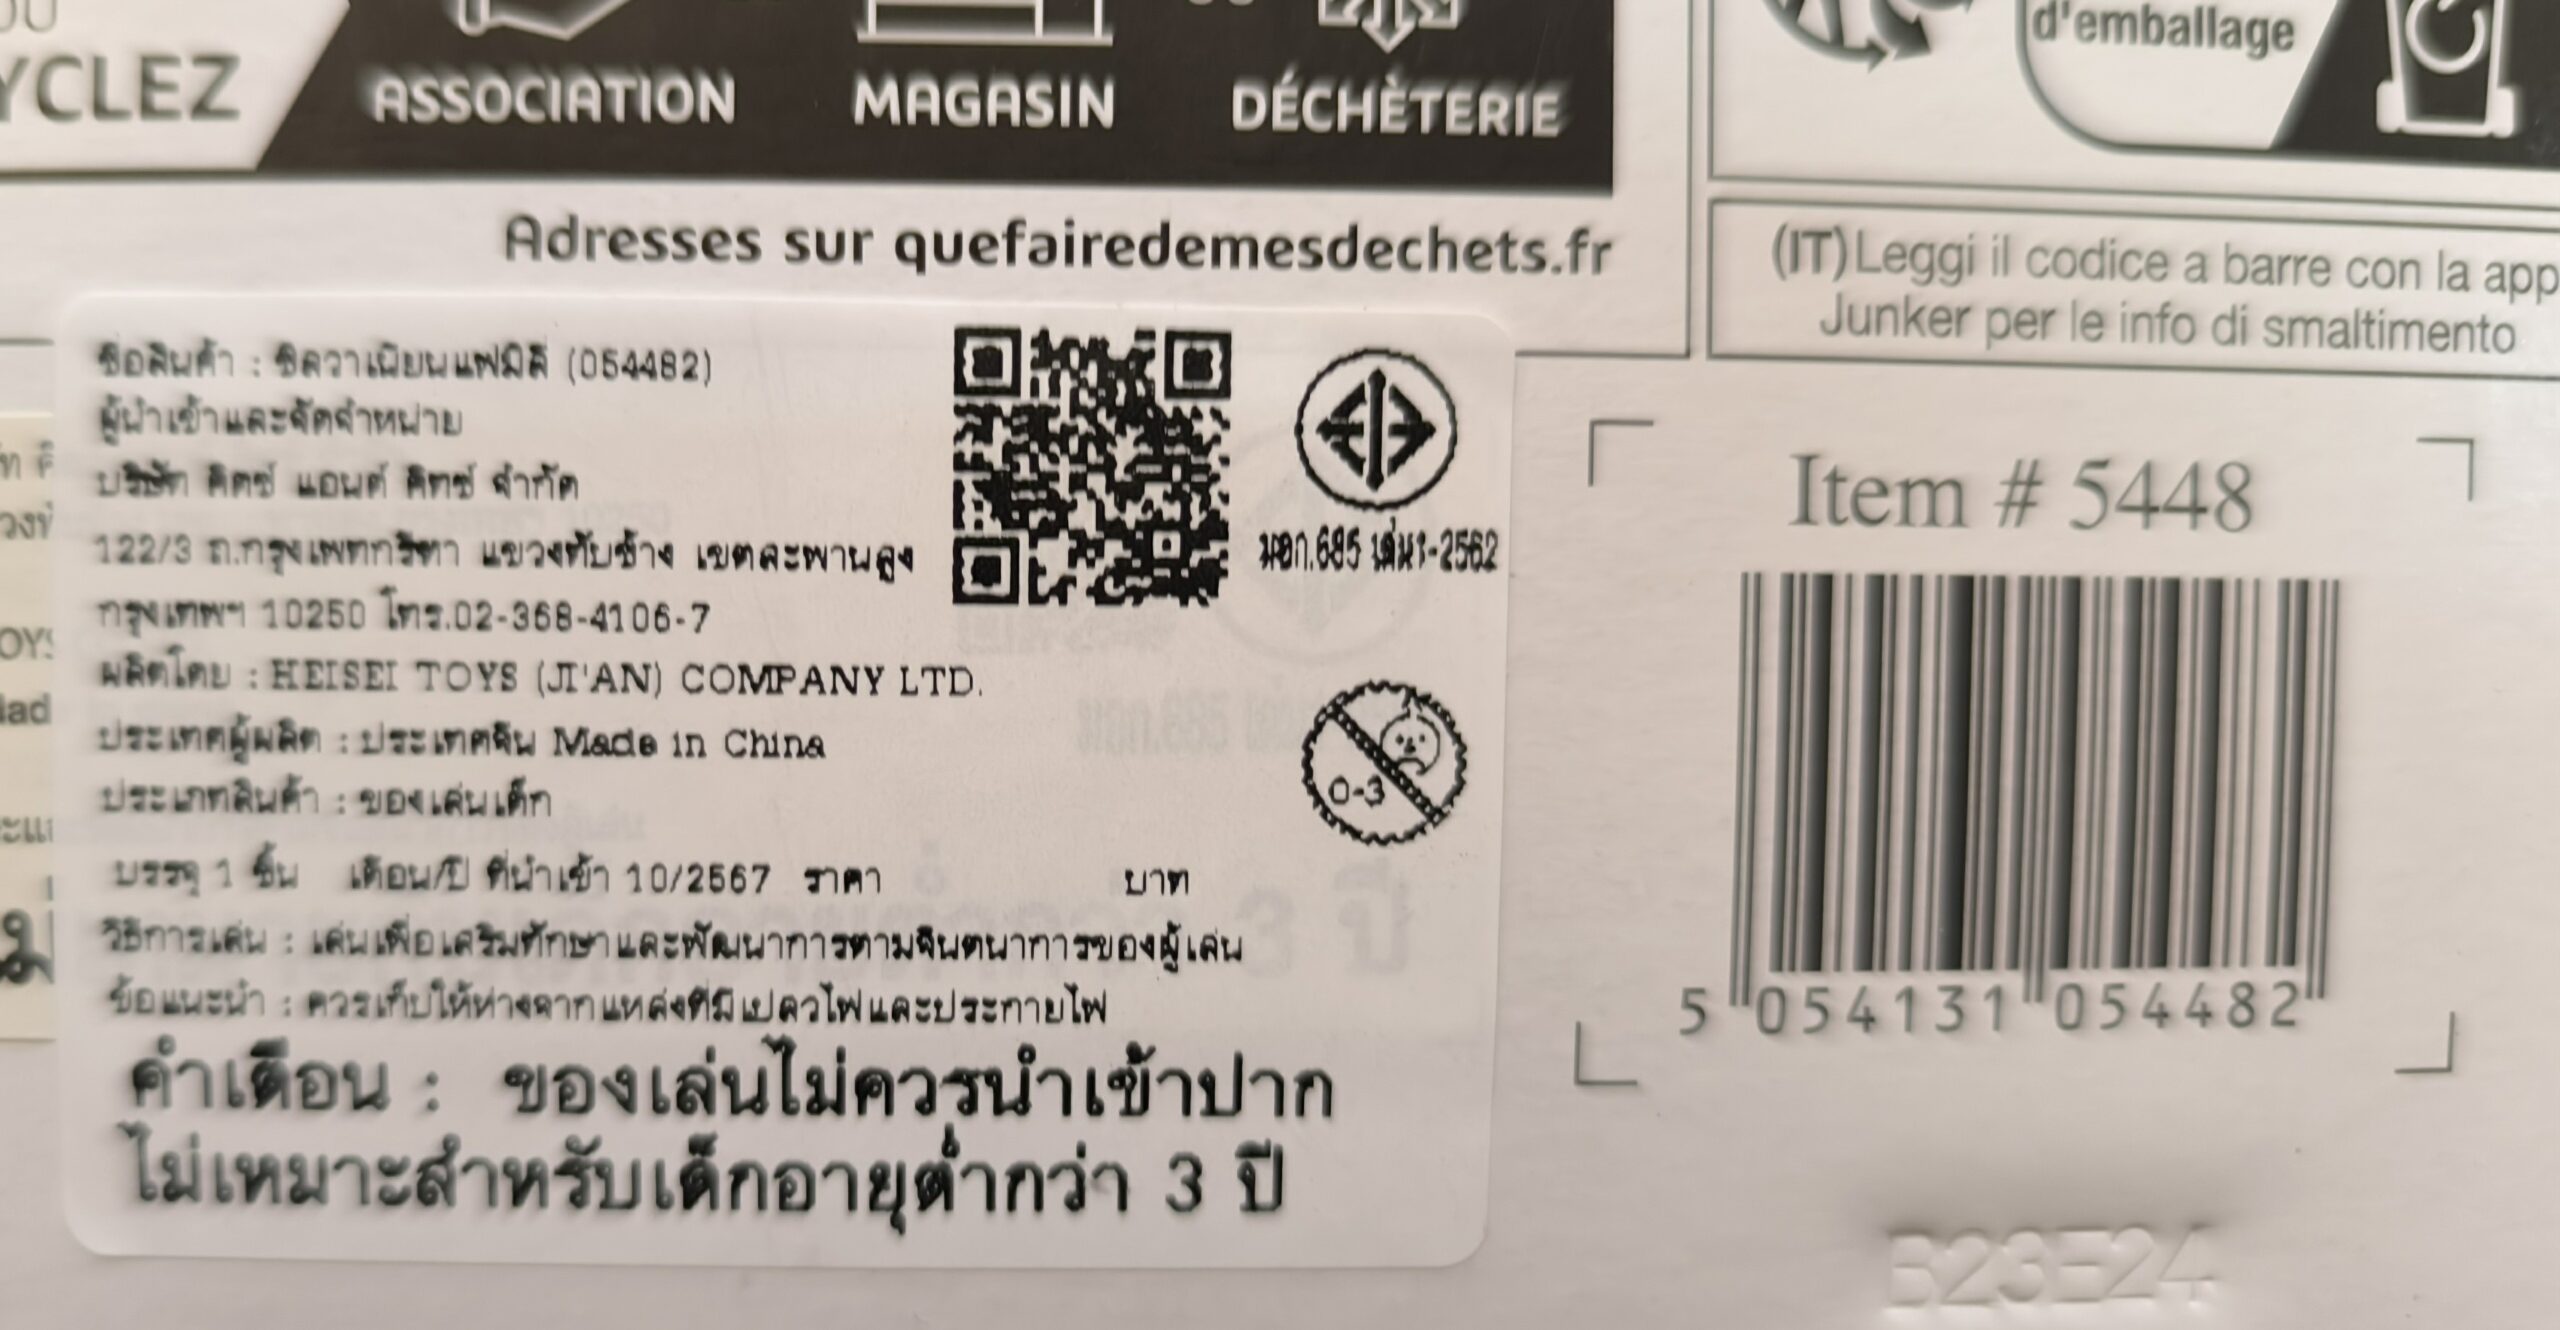 YCLEZ
ASSOCIATION
MAGASIN
DÉCHÈTERIE
Adresses sur quefairedemesdechets.fr
d'emballage
(IT)Leggi il codice a barre con la app
Junker per le info di smaltimento
ชื่อสินค้า : ซิลวาเนียนแฟมิลี (054482)
ผู้นำเข้าและจัดจำหน่าย
บริษัท คิดซ์ แอนด์ คิทซ์ จำกัด
122/3 ถ.กรุงเทพกรีฑา แขวงทับช้าง เขตสะพานสูง
กรุงเทพฯ 10250 โทร.02-368-4106-7
ผลิตโดย : HEISEI TOYS (JI'AN) COMPANY LTD.
ประเทศผู้ผลิต : ประเทศจีน Made in China
ประเภทสินค้า : ของเล่นเด็ก
บรรจุ 1 ชิ้น เดือน/ปี ที่นำเข้า 10/2567 ราคา บาท
วิธีการเล่น : เล่นเพื่อเสริมทักษาและพัฒนาการตามจินตนาการของผู้เล่น
ข้อแนะนำ : ควรเก็บให้ห่างจากแหล่งที่มีเปลวไฟและประกายไฟ
คำเตือน : ของเล่นไม่ควรนำเข้าปาก
ไม่เหมาะสำหรับเด็กอายุต่ำกว่า 3 ปี
มอก.685 เล่ม1-2562
0-3
Item # 5448
5 054131 054482
B23E24